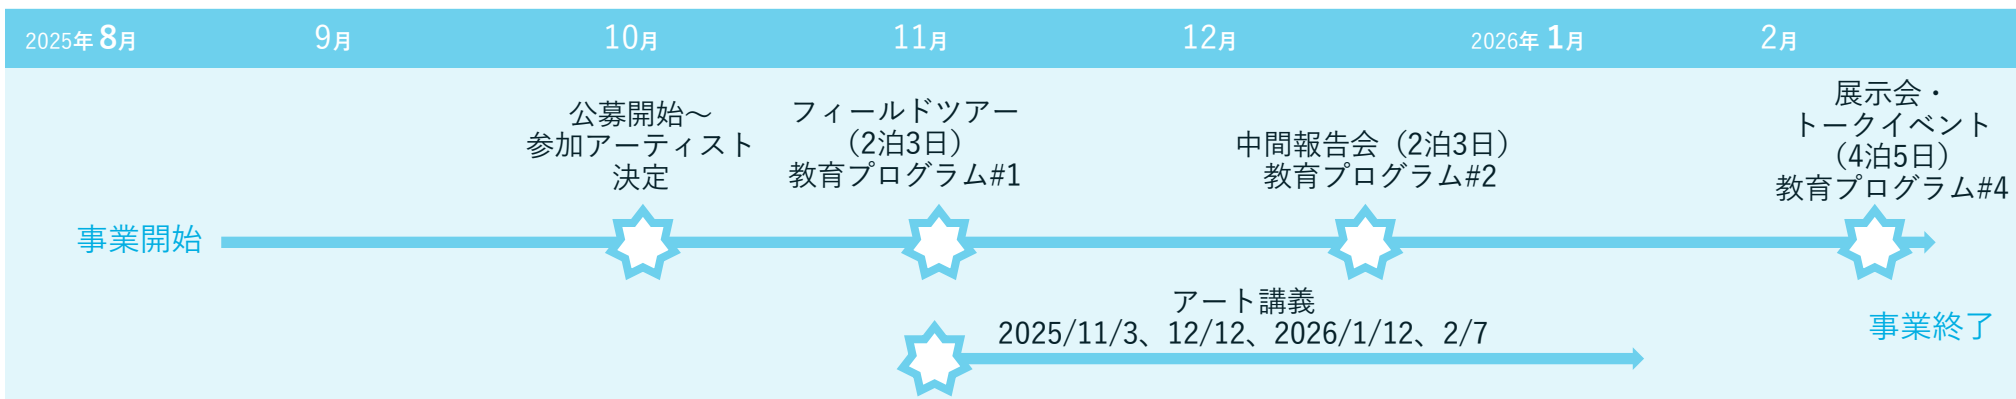 2025年 8月
9月
10月
11月
12月
2026年 1月
2月
公募開始～
参加アーティスト
決定
フィールドツアー
（2泊3日）
教育プログラム#1
中間報告会（2泊3日）
教育プログラム#2
展示会・
トークイベント
（4泊5日）
教育プログラム#4
事業開始
アート講義
2025/11/3、12/12、2026/1/12、2/7
事業終了